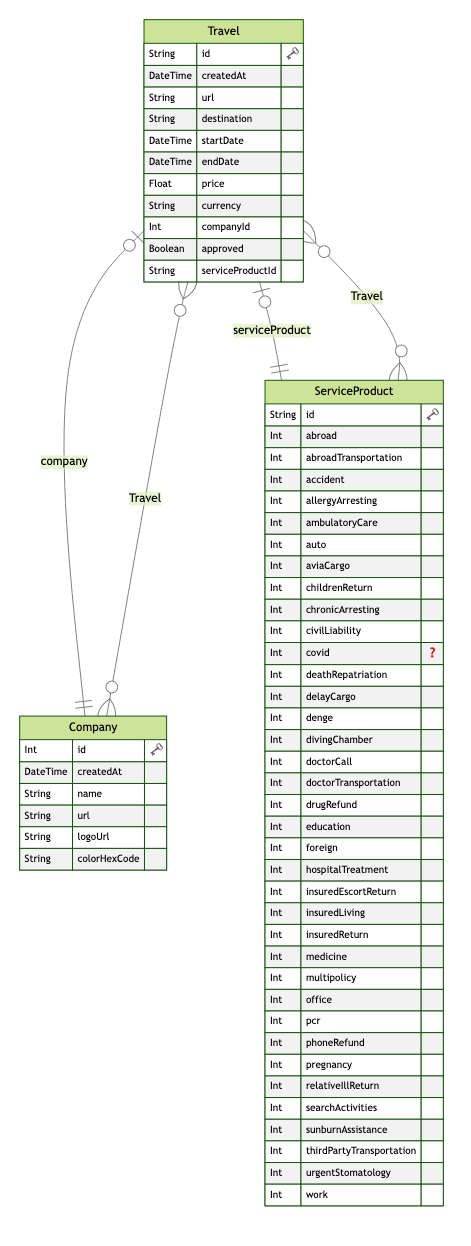 Travel
String id
DateTime createdAt
String url
String destination
DateTime startDate
DateTime endDate
Float price
String currency
Int companyId
Boolean approved
String serviceProductId
Travel
serviceProduct
company
Travel
ServiceProduct
String id
Int abroad
Int abroadTransportation
Int accident
Int allergyArresting
Int ambulatoryCare
Int auto
Int aviaCargo
Int childrenReturn
Int chronicArresting
Int civilLiability
Int covid ?
Int deathRepatriation
Int delayCargo
Int denge
Int divingChamber
Int doctorCall
Int doctorTransportation
Int drugRefund
Int education
Int foreign
Int hospitalTreatment
Int insuredEscortReturn
Int insuredLiving
Int insuredReturn
Int medicine
Int multipolicy
Int office
Int pcr
Int phoneRefund
Int pregnancy
Int relativeIllReturn
Int searchActivities
Int sunburnAssistance
Int thirdPartyTransportation
Int urgentStomatology
Int work
Company
Int id
DateTime createdAt
String name
String url
String logoUrl
String colorHexCode